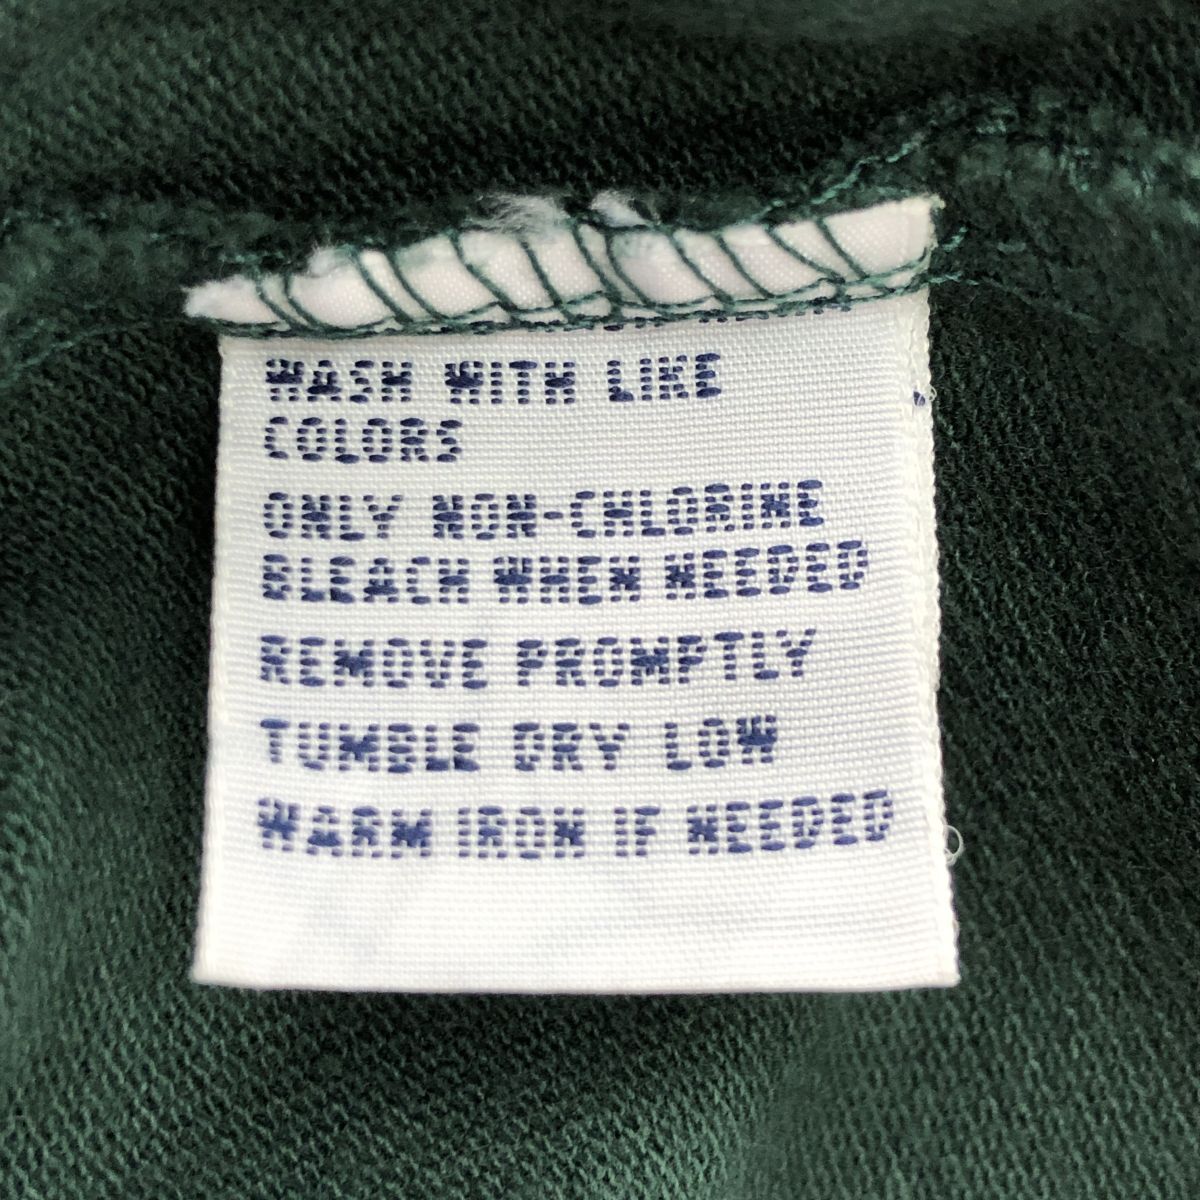 WASH WITH LIKE
COLORS
ONLY NON-CHLORINE
BLEACH WHEN NEEDED
REMOVE PROMPTLY
TUMBLE DRY LOW
WARM IRON IF NEEDED